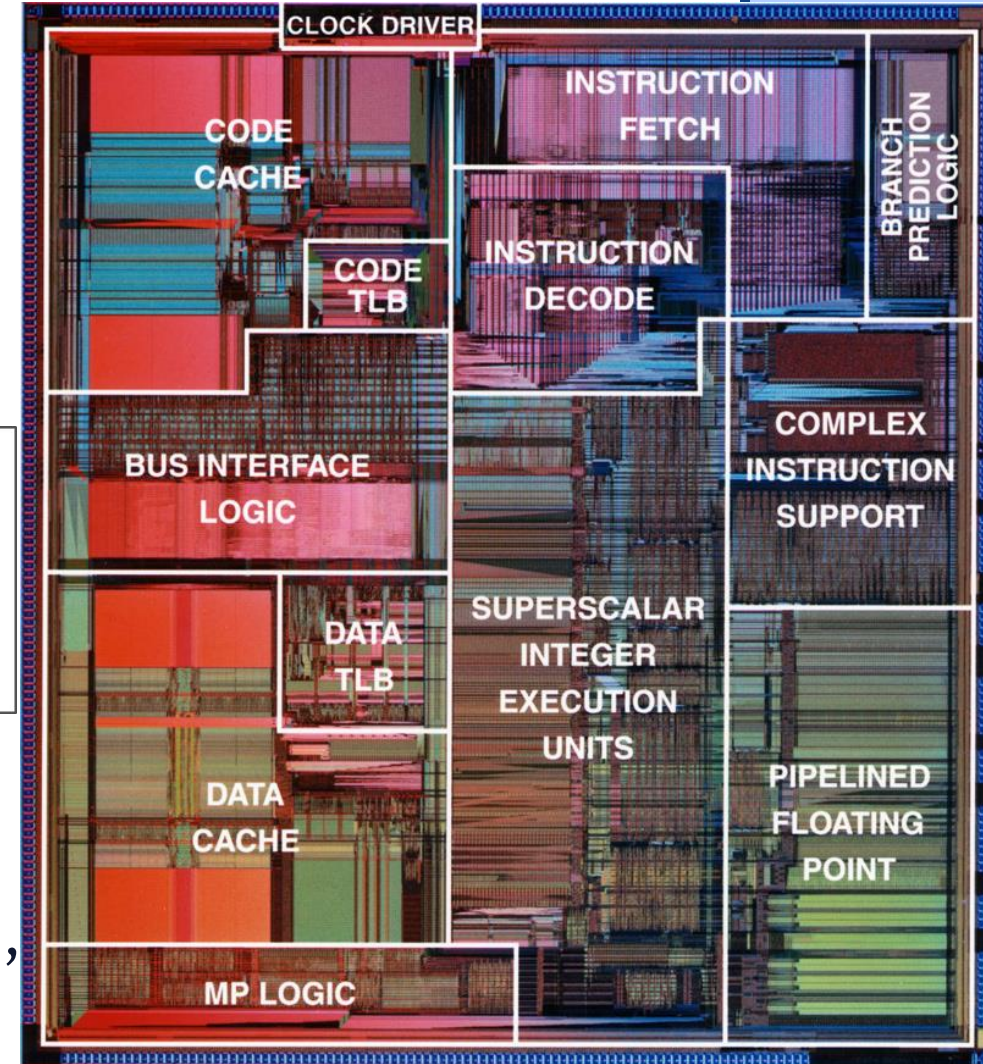 CLOCK DRIVER
CODE
CACHE
INSTRUCTION
FETCH
BRANCH
PREDICTION
LOGIC
CODE
TLB
INSTRUCTION
DECODE
COMPLEX
INSTRUCTION
SUPPORT
BUS INTERFACE
LOGIC
DATA
TLB
SUPERSCALAR
INTEGER
EXECUTION
UNITS
DATA
CACHE
PIPELINED
FLOATING
POINT
,
MP LOGIC